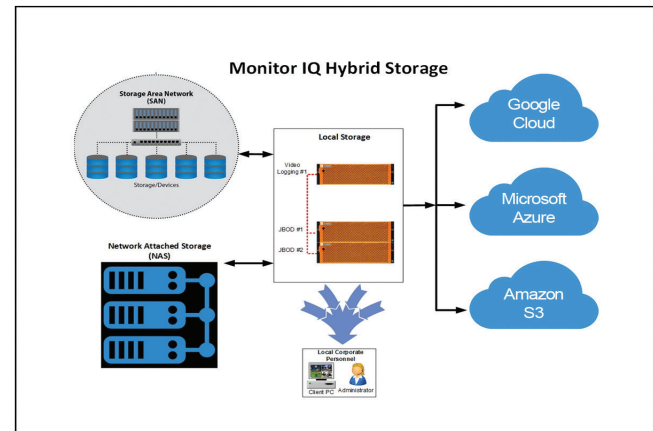 Monitor IQ Hybrid Storage
Storage Area Network
(SAN)
Storage/Devices
Network Attached Storage
(NAS)
Local Storage
Video
Logging #1
JBOD #1
JBOD #2
Local Corporate
Personnel
Client PC
Administrator
Google
Cloud
Microsoft
Azure
Amazon
S3